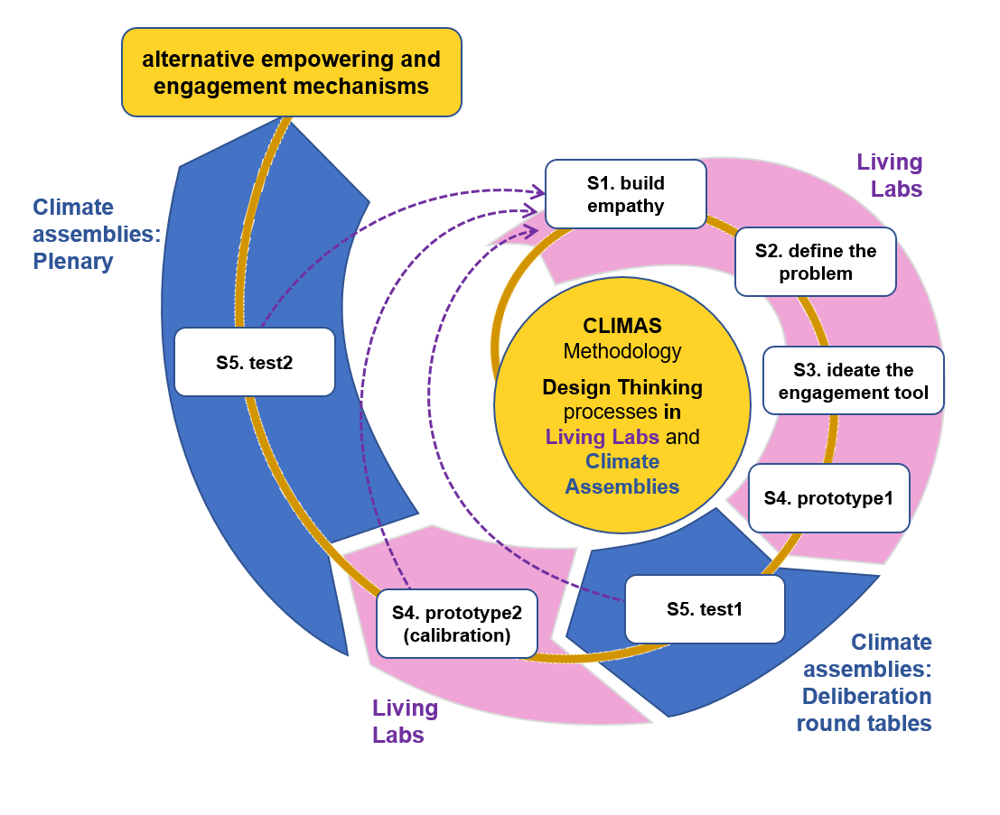 alternative empowering and
engagement mechanisms
Living
Labs
S1. build
empathy
Climate
assemblies:
Plenary
S2. define the
problem
CLIMAS
Methodology
Design Thinking
processes in
Living Labs and
Climate
Assemblies
S5. test2
S3. ideate the
engagement tool
S4. prototype1
S5. test1
S4. prototype2
(calibration)
Climate
assemblies:
Deliberation
round tables
Living
Labs